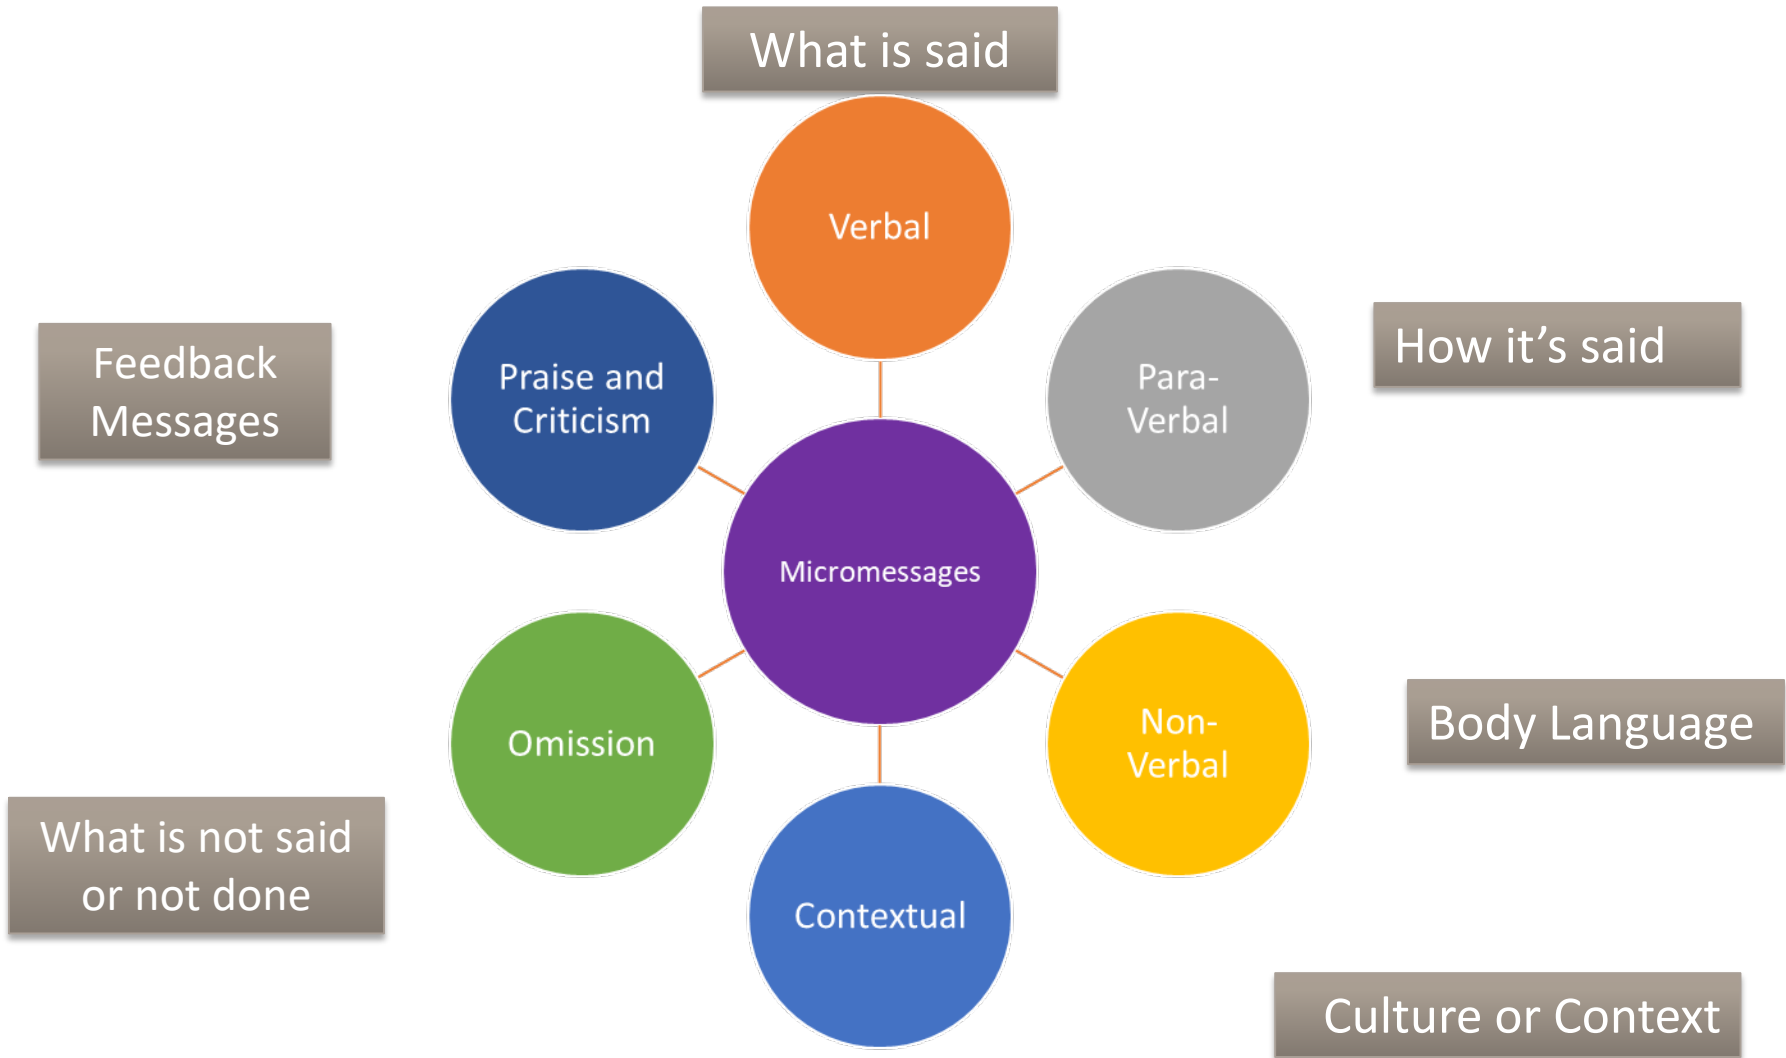 What is said
Verbal
Feedback
Messages
Praise and
Criticism
Para-
Verbal
How it’s said
Micromessages
Omission
Non-
Verbal
Body Language
What is not said
or not done
Contextual
Culture or Context